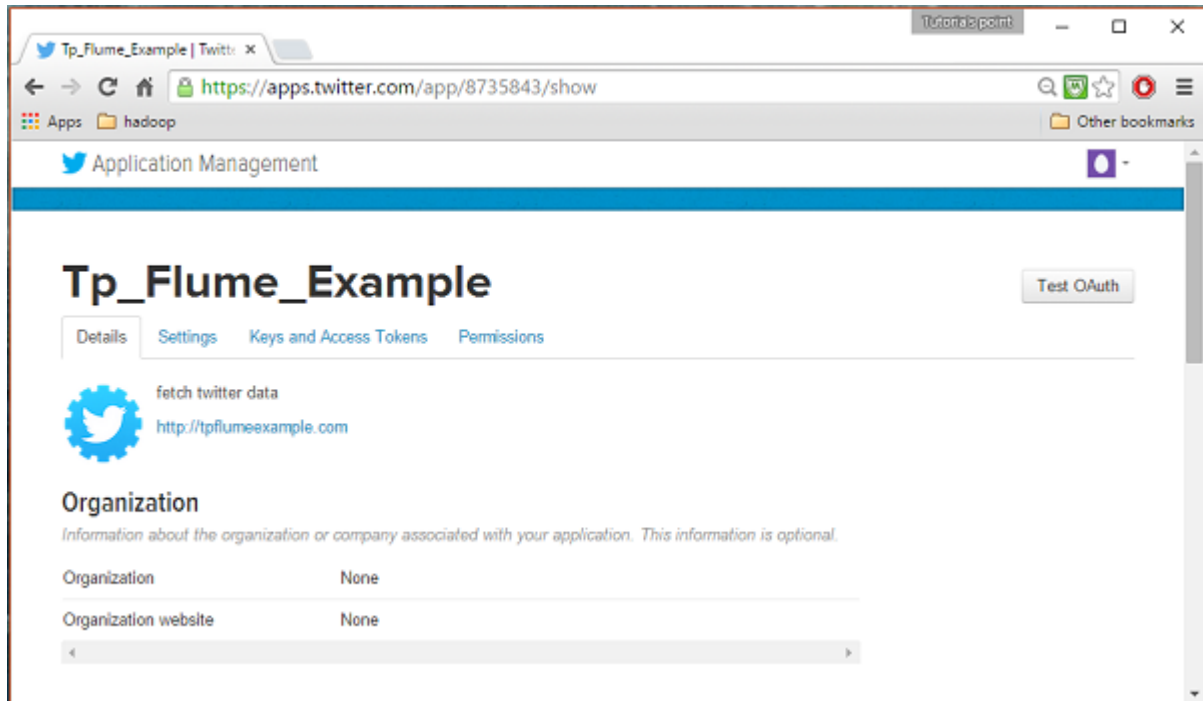 Tutorials point
Tp_Flume_Example | Twitte
https://apps.twitter.com/app/8735843/show
Apps hadoop Other bookmarks
Application Management
Tp_Flume_Example
Test OAuth
Details Settings Keys and Access Tokens Permissions
fetch twitter data
http://tpflumeexample.com
Organization
Information about the organization or company associated with your application. This information is optional.
Organization None
Organization website None